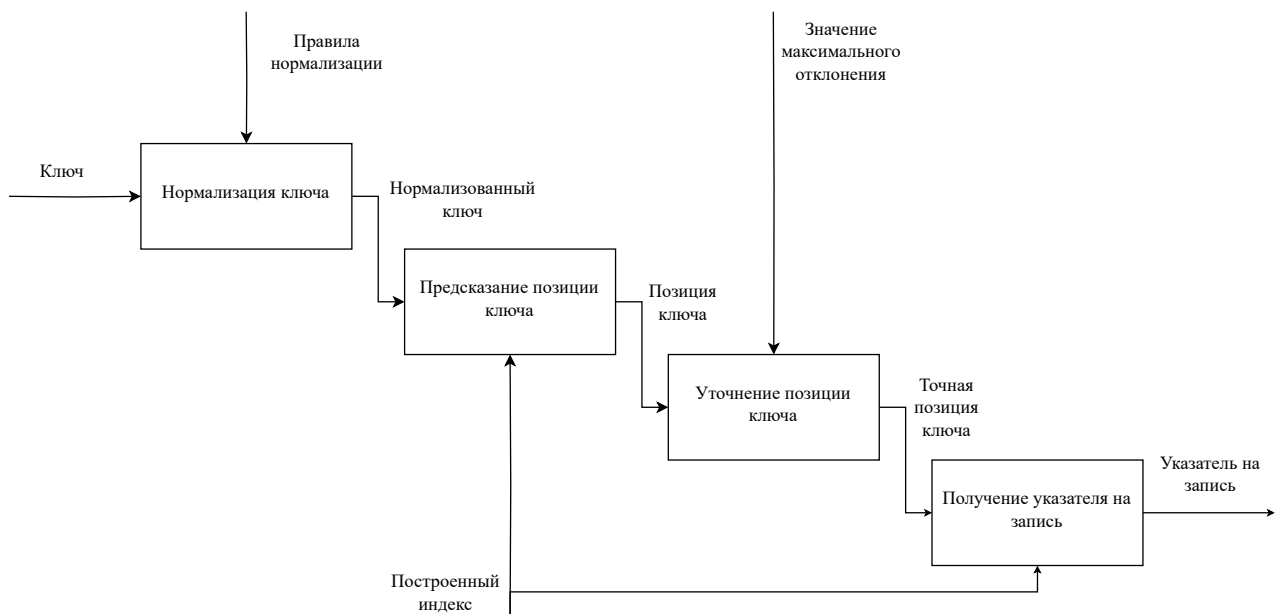 Правила
нормализации
Значение
максимального
отклонения
Ключ
Нормализация ключа
Нормализованный
ключ
Предсказание позиции
ключа
Позиция
ключа
Уточнение позиции
ключа
Точная
позиция
ключа
Получение указателя на
запись
Указатель на
запись
Построенный
индекс